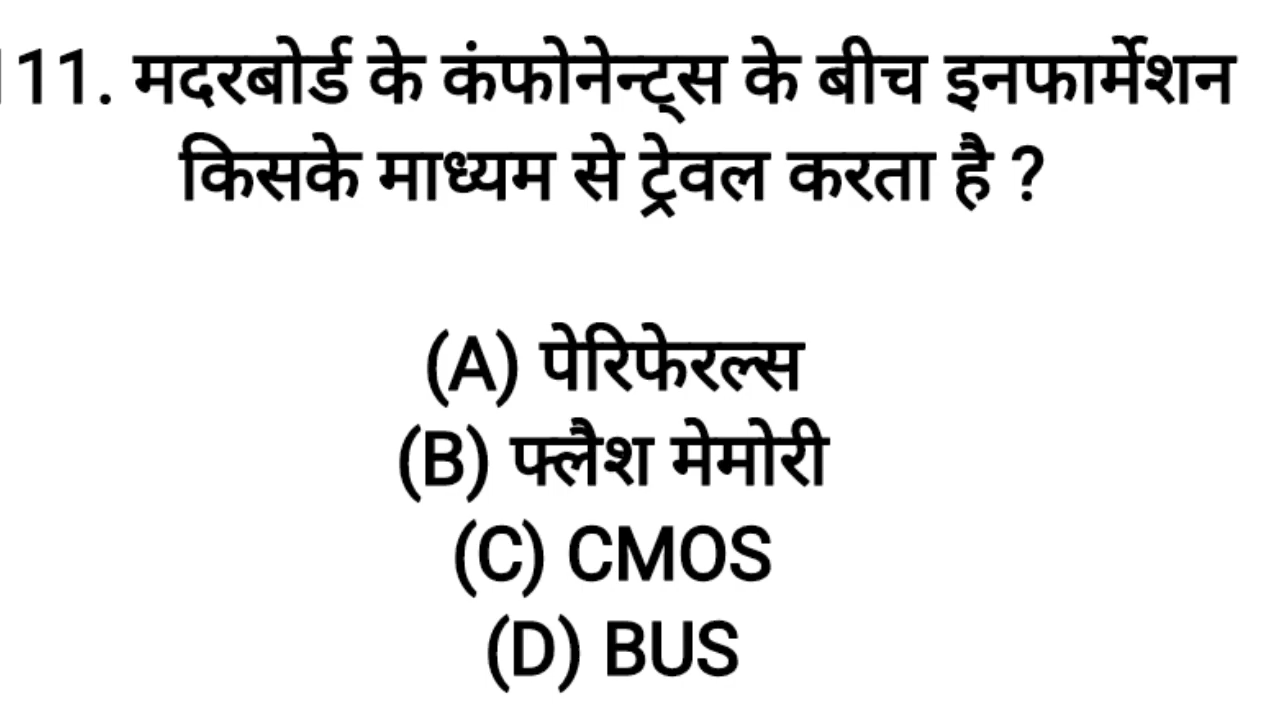 111. मदरबोर्ड के कंफोनेन्ट्स के बीच इनफार्मेशन
किसके माध्यम से ट्रेवल करता है ?
(A) पेरिफेरल्स
(B) फ्लैश मेमोरी
(C) CMOS
(D) BUS